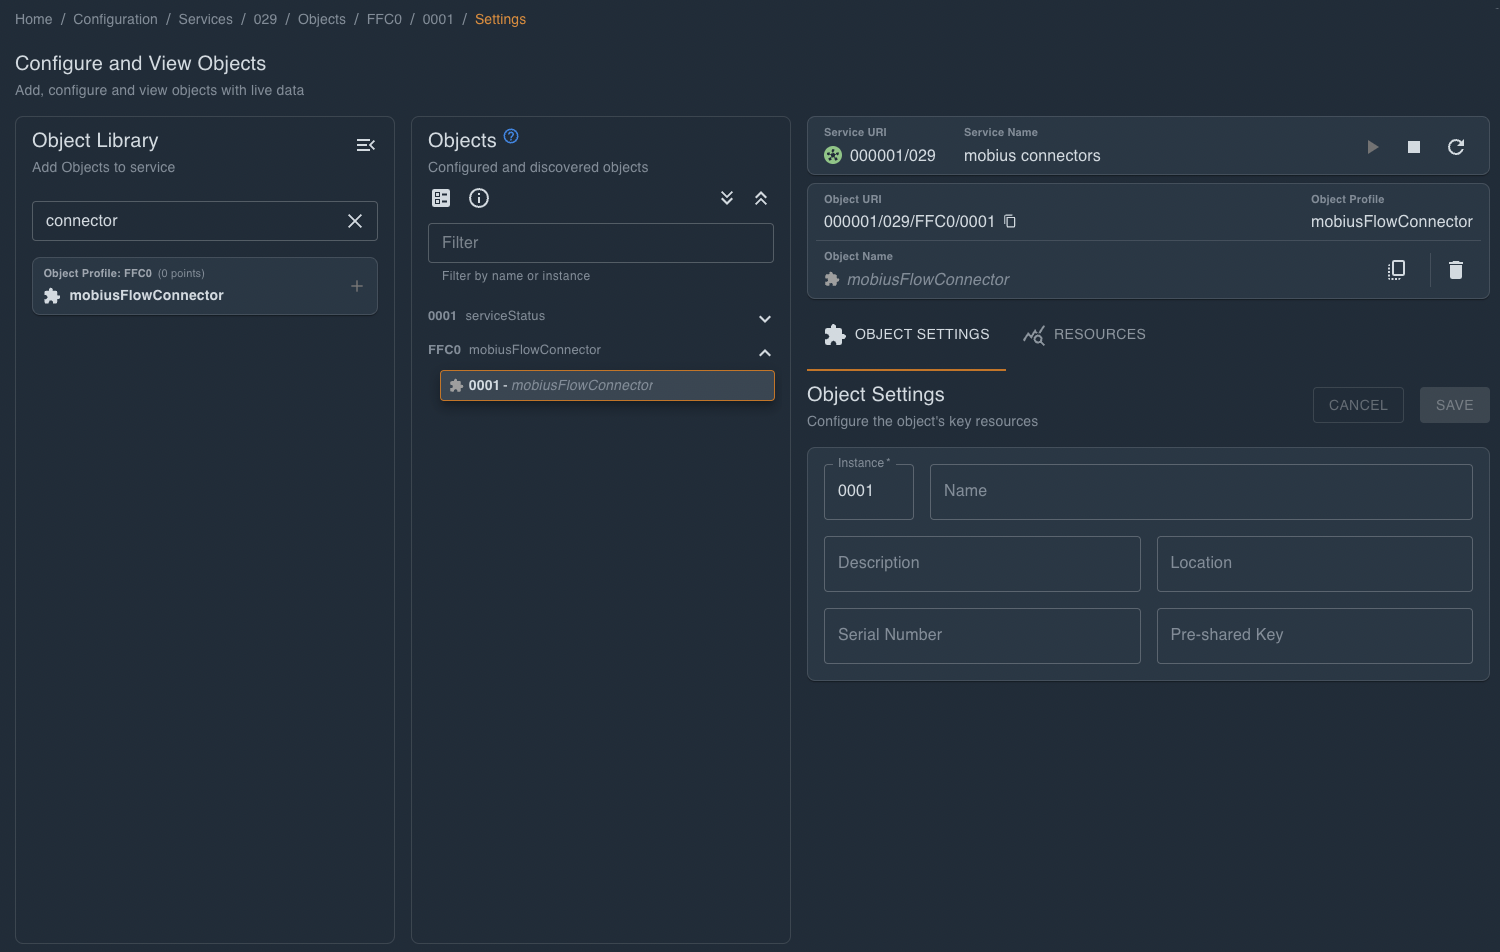 Home / Configuration / Services / 029 / Objects / FFC0 / 0001 / Settings
Configure and View Objects
Add, configure and view objects with live data
Object Library
Add Objects to service
connector
Object Profile: FFC0 (0 points)
mobiusFlowConnector
Objects
Configured and discovered objects
Filter
Filter by name or instance
0001 serviceStatus
FFC0 mobiusFlowConnector
0001 - mobiusFlowConnector
Service URI
000001/029
Service Name
mobius connectors
Object URI
000001/029/FFC0/0001
Object Profile
mobiusFlowConnector
Object Name
mobiusFlowConnector
OBJECT SETTINGS
RESOURCES
Object Settings
Configure the object's key resources
CANCEL
SAVE
Instance *
0001
Name
Description
Location
Serial Number
Pre-shared Key